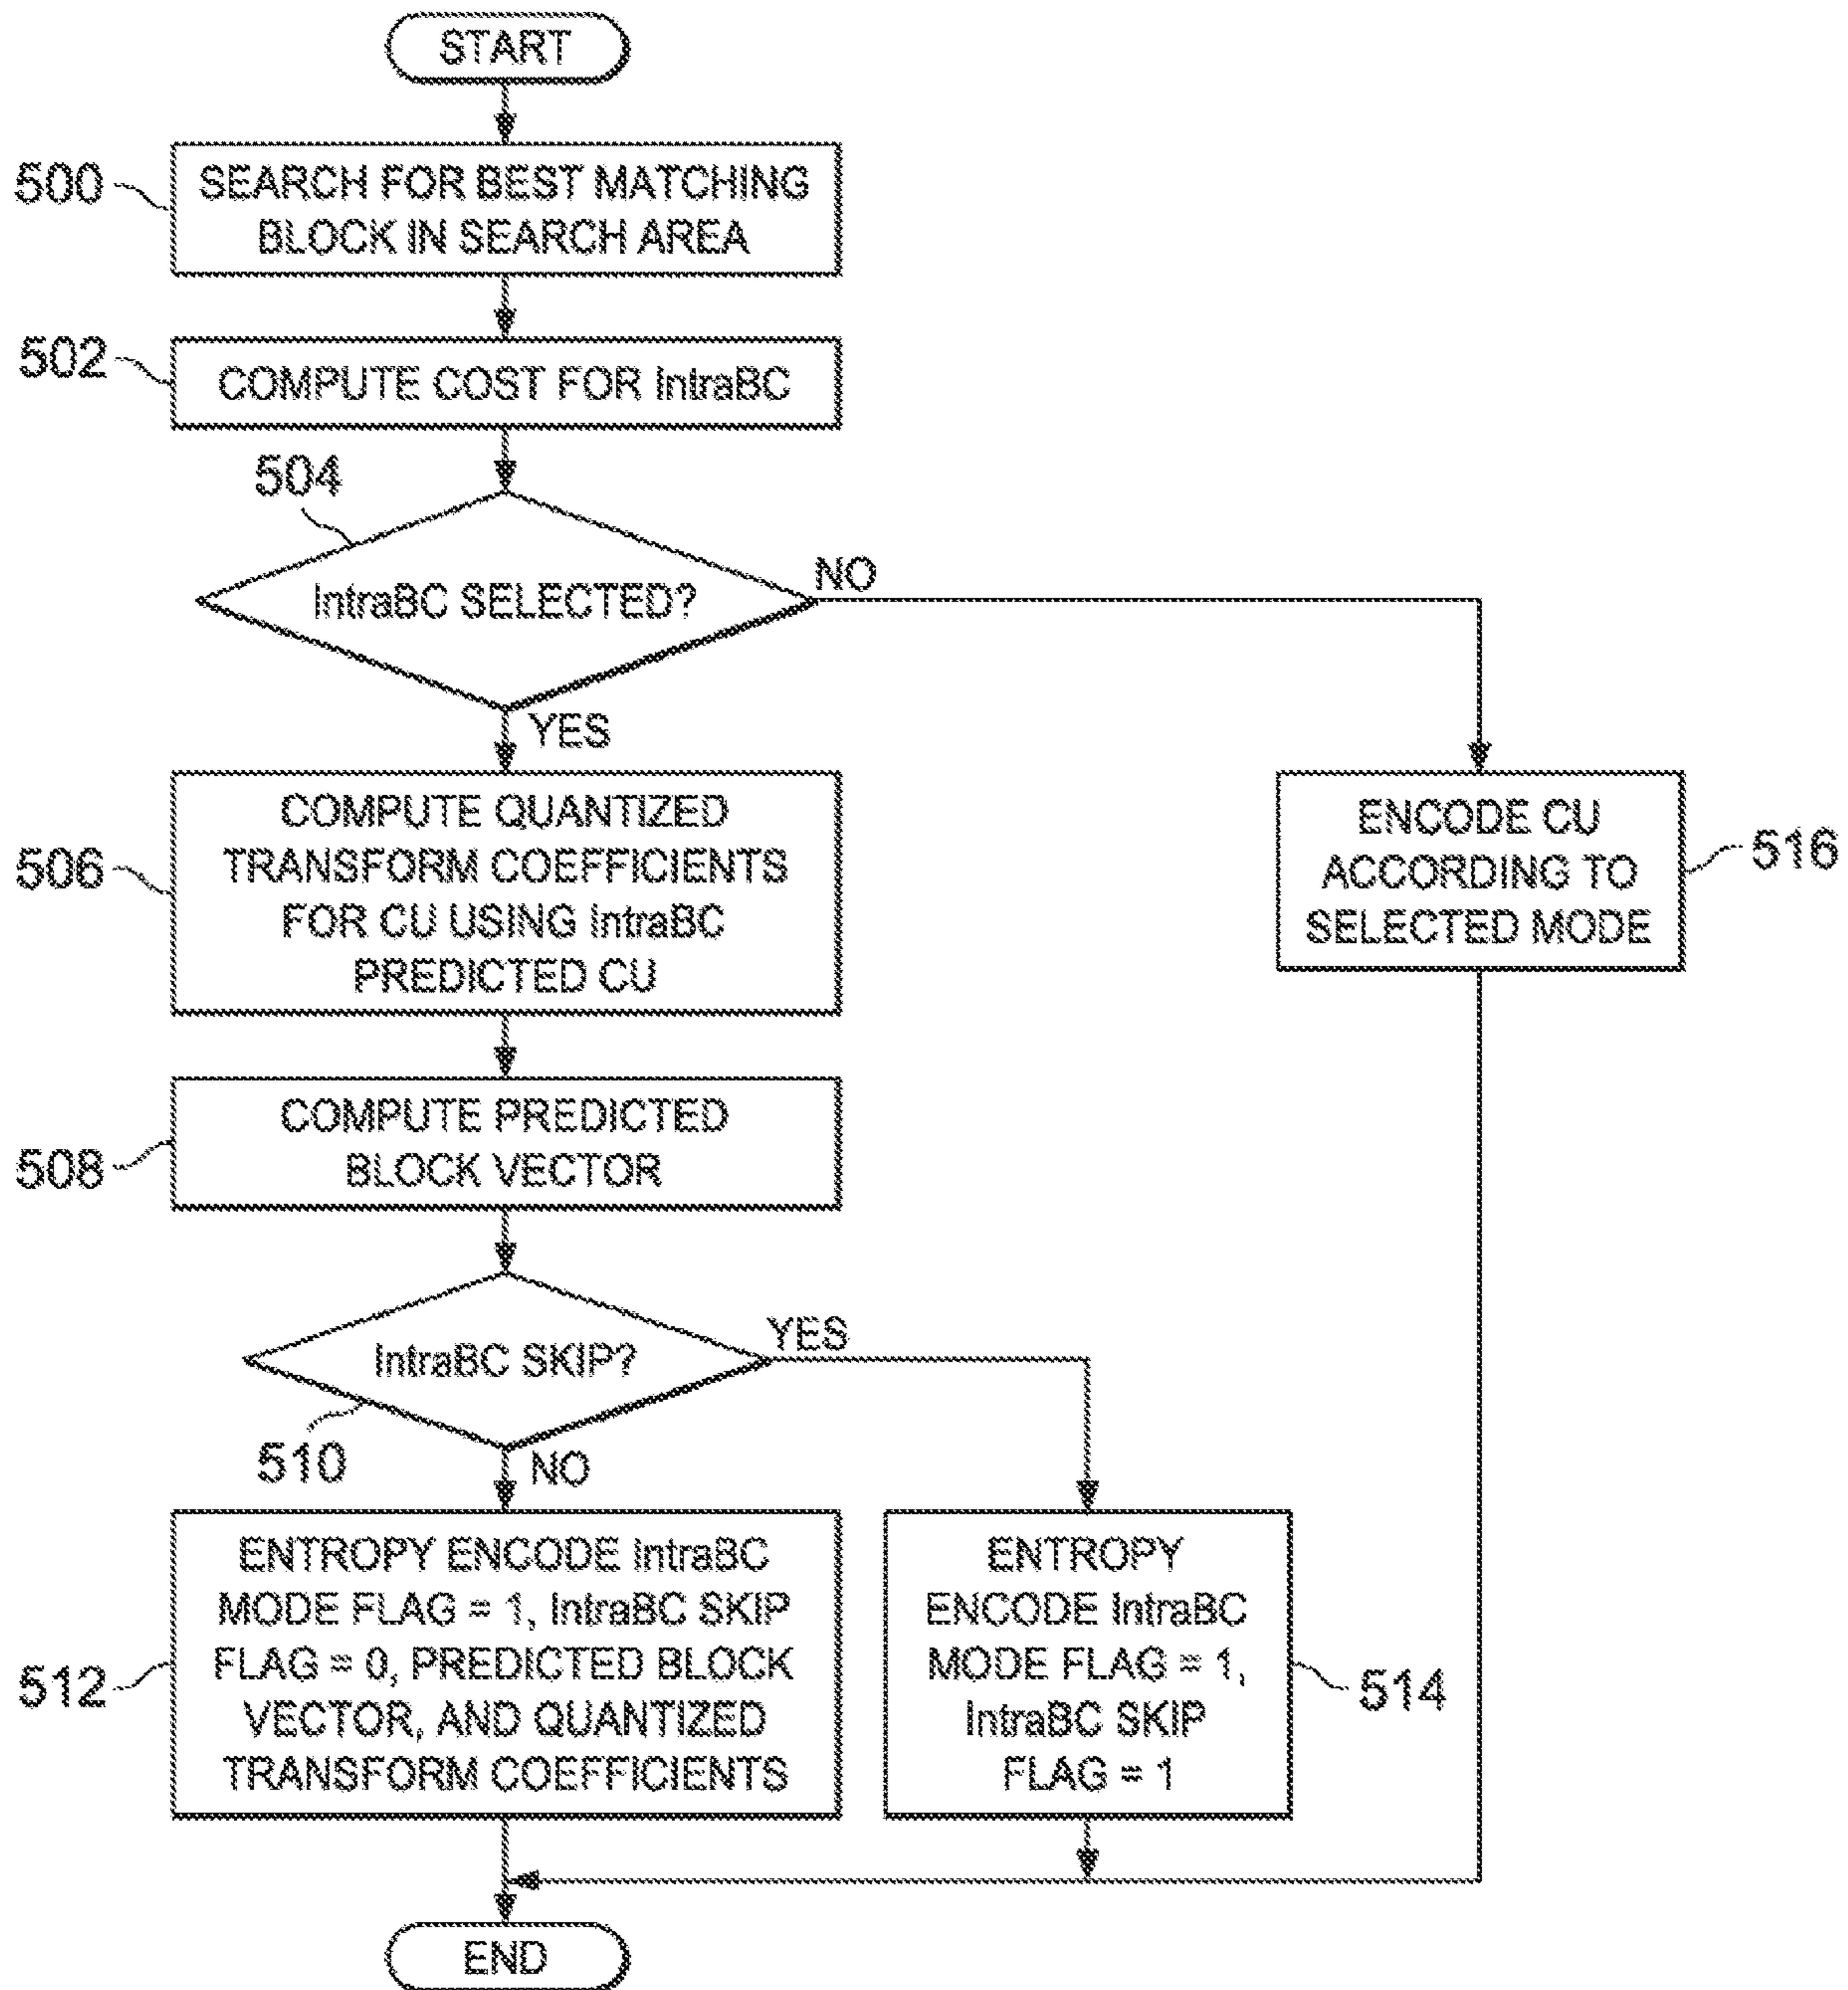 START
500
SEARCH FOR BEST MATCHING
BLOCK IN SEARCH AREA
502
COMPUTE COST FOR IntraBC
504
IntraBC SELECTED?
NO
YES
506
COMPUTE QUANTIZED
TRANSFORM COEFFICIENTS
FOR CU USING IntraBC
PREDICTED CU
ENCODE CU
ACCORDING TO
SELECTED MODE
516
508
COMPUTE PREDICTED
BLOCK VECTOR
IntraBC SKIP?
YES
510
NO
512
ENTROPY ENCODE IntraBC
MODE FLAG = 1, IntraBC SKIP
FLAG = 0, PREDICTED BLOCK
VECTOR, AND QUANTIZED
TRANSFORM COEFFICIENTS
ENTROPY
ENCODE IntraBC
MODE FLAG = 1,
IntraBC SKIP
FLAG = 1
514
END